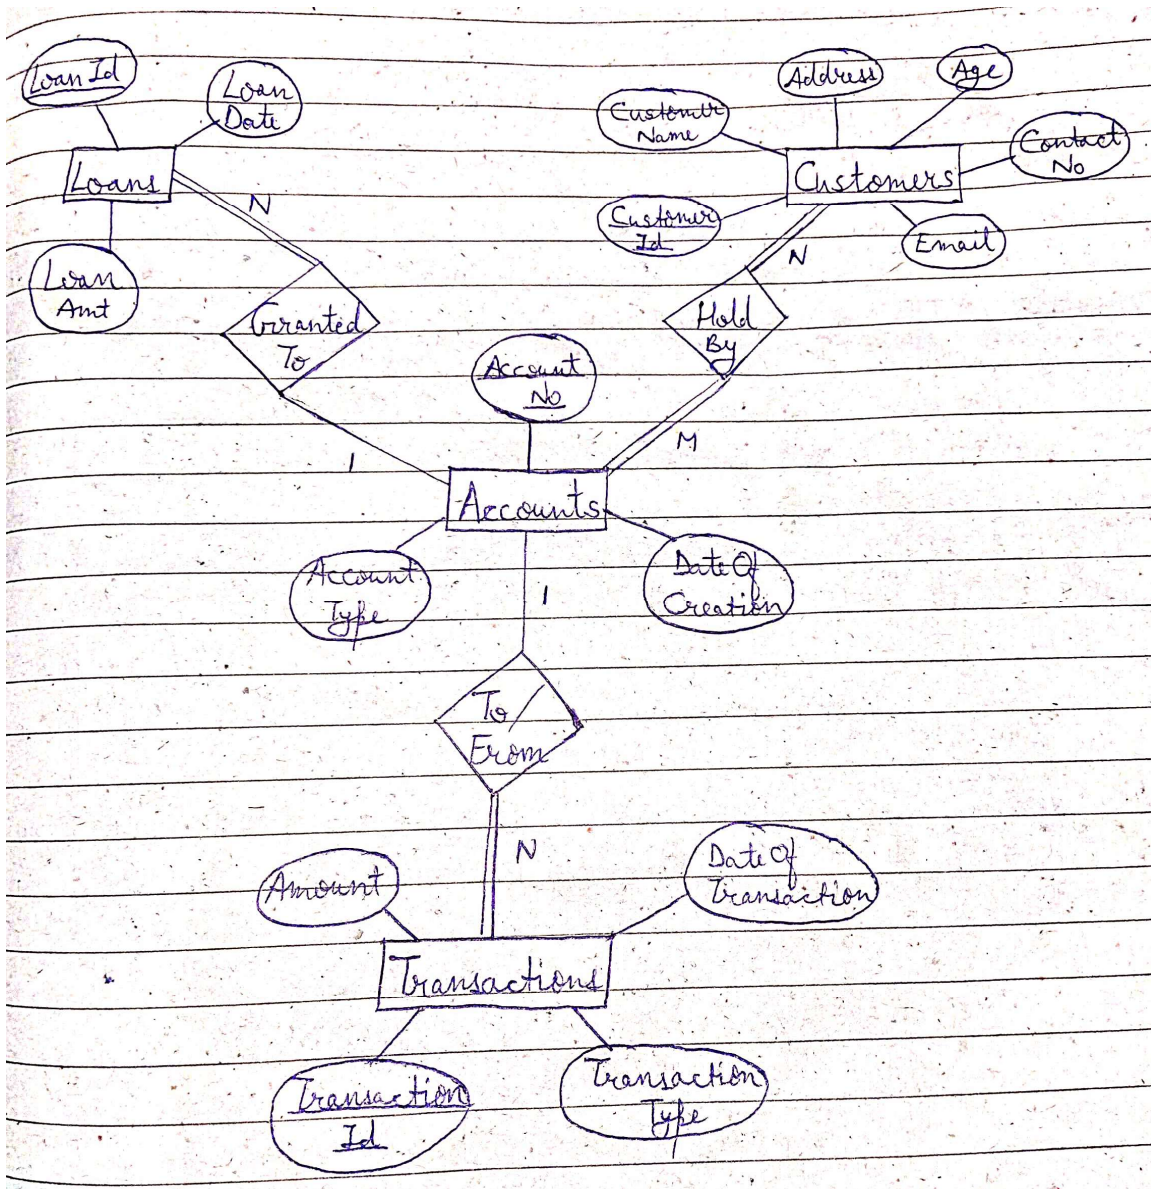 Loan Id
Loan
Date
Loans
Loan
Amt
N
Granted
To
1
Address
Age
Customer
Name
Contact
No
Customers
Customer
Id
Email
N
Hold
By
M
Account
No
Accounts
Account
Type
Date Of
Creation
1
To/
From
N
Amount
Date Of
Transaction
Transactions
Transaction
Id
Transaction
Type